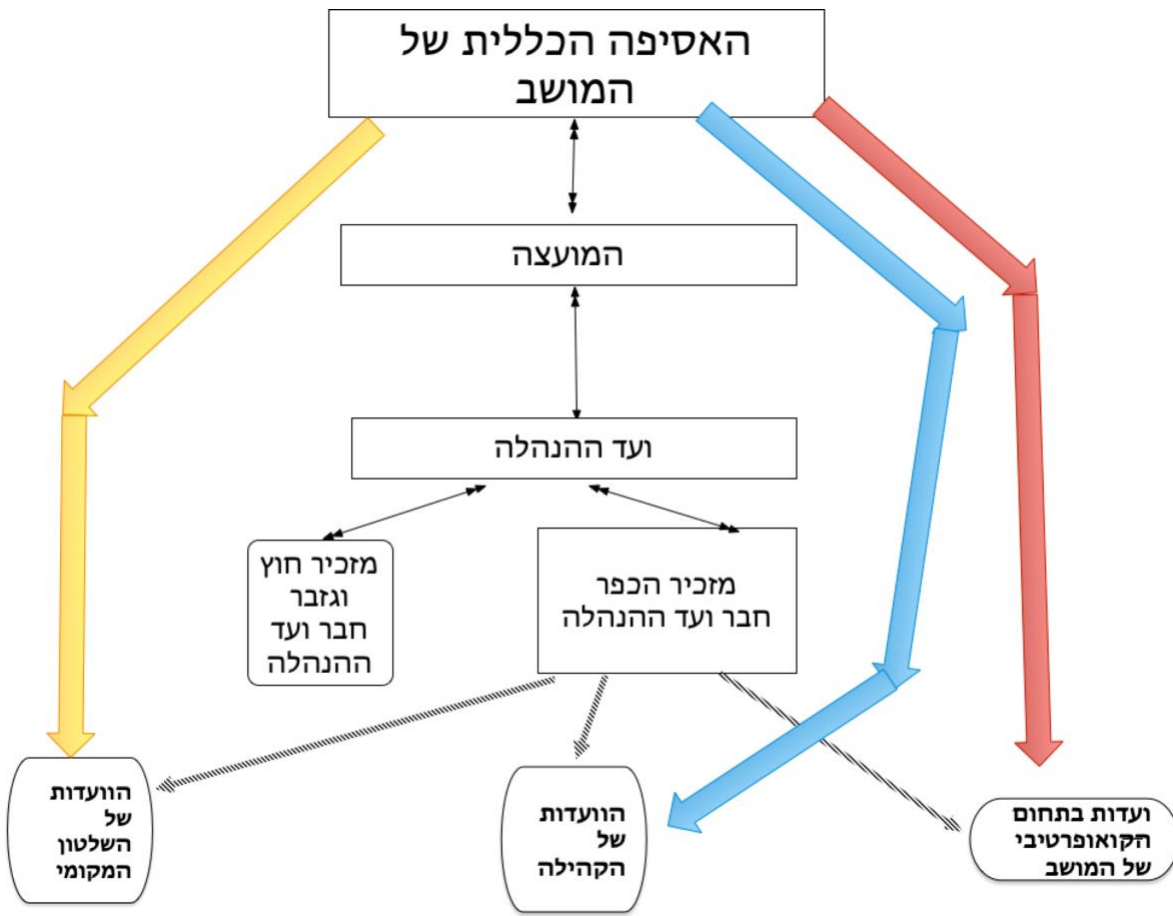 האסיפה הכללית של
המושב
המועצה
ועד ההנהלה
מזכיר חוץ
וגזבר
חבר ועד
ההנהלה
מזכיר הכפר
חבר ועד ההנהלה
הוועדות
של
השלטון
המקומי
הוועדות
של
הקהילה
ועדות בתחום
הקואופרטיבי
של המושב